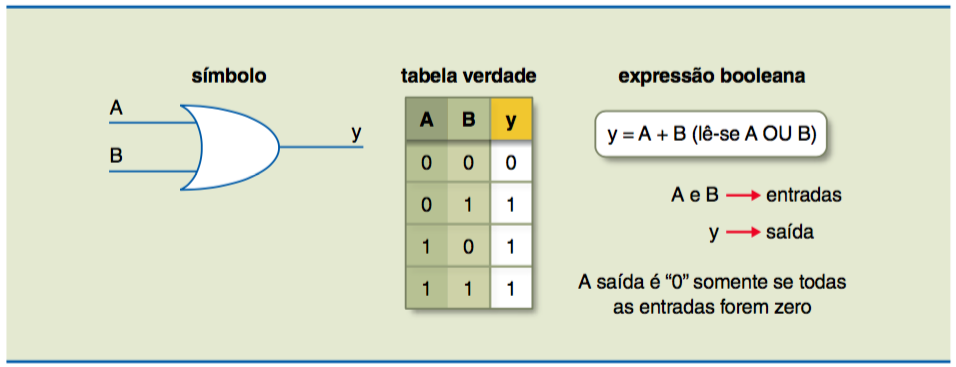 símbolo
A
B
y
tabela verdade
A B y
0 0 0
0 1 1
1 0 1
1 1 1
expressão booleana
y = A + B (lê-se A OU B)
A e B → entradas
y → saída
A saída é “0” somente se todas
as entradas forem zero